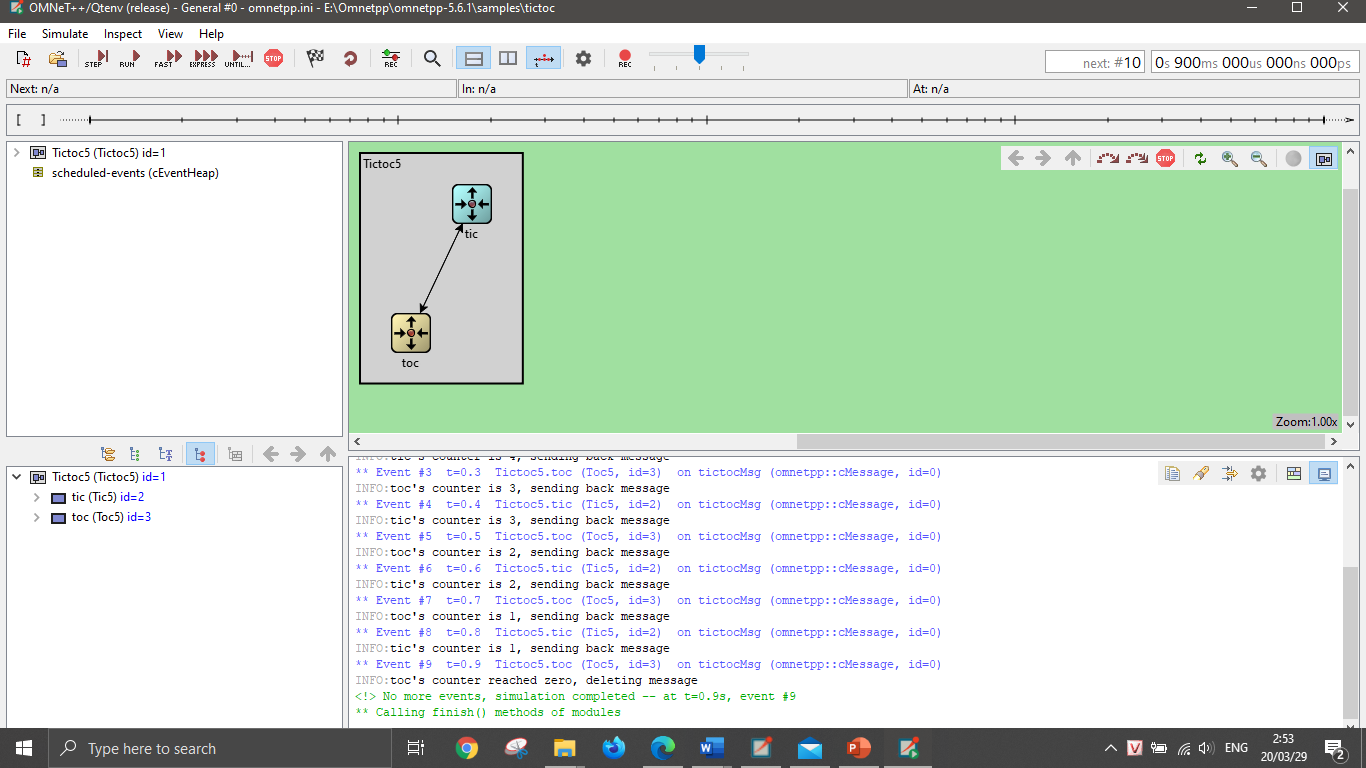 OMNeT++/Qtenv (release) - General #0 - omnetpp.ini - E:\Omnetpp\omnetpp-5.6.1\samples\tictoc
File Simulate Inspect View Help
STEP RUN FAST EXPRESS UNTIL... STOP REC REC
next: #10 0s 900ms 000us 000ns 000ps
Next: n/a In: n/a At: n/a
Tictoc5 (Tictoc5) id=1
scheduled-events (cEventHeap)
Tictoc5
STOP
tic
toc
Zoom:1.00x
Tictoc5 (Tictoc5) id=1
tic (Tic5) id=2
toc (Toc5) id=3
INFO:tic's counter is 4, sending back message
** Event #3 t=0.3 Tictoc5.toc (Toc5, id=3) on tictocMsg (omnetpp::cMessage, id=0)
INFO:toc's counter is 3, sending back message
** Event #4 t=0.4 Tictoc5.tic (Tic5, id=2) on tictocMsg (omnetpp::cMessage, id=0)
INFO:tic's counter is 3, sending back message
** Event #5 t=0.5 Tictoc5.toc (Toc5, id=3) on tictocMsg (omnetpp::cMessage, id=0)
INFO:toc's counter is 2, sending back message
** Event #6 t=0.6 Tictoc5.tic (Tic5, id=2) on tictocMsg (omnetpp::cMessage, id=0)
INFO:tic's counter is 2, sending back message
** Event #7 t=0.7 Tictoc5.toc (Toc5, id=3) on tictocMsg (omnetpp::cMessage, id=0)
INFO:toc's counter is 1, sending back message
** Event #8 t=0.8 Tictoc5.tic (Tic5, id=2) on tictocMsg (omnetpp::cMessage, id=0)
INFO:tic's counter is 1, sending back message
** Event #9 t=0.9 Tictoc5.toc (Toc5, id=3) on tictocMsg (omnetpp::cMessage, id=0)
INFO:toc's counter reached zero, deleting message
<!> No more events, simulation completed -- at t=0.9s, event #9
** Calling finish() methods of modules
Type here to search
ENG
2:53
20/03/29
2